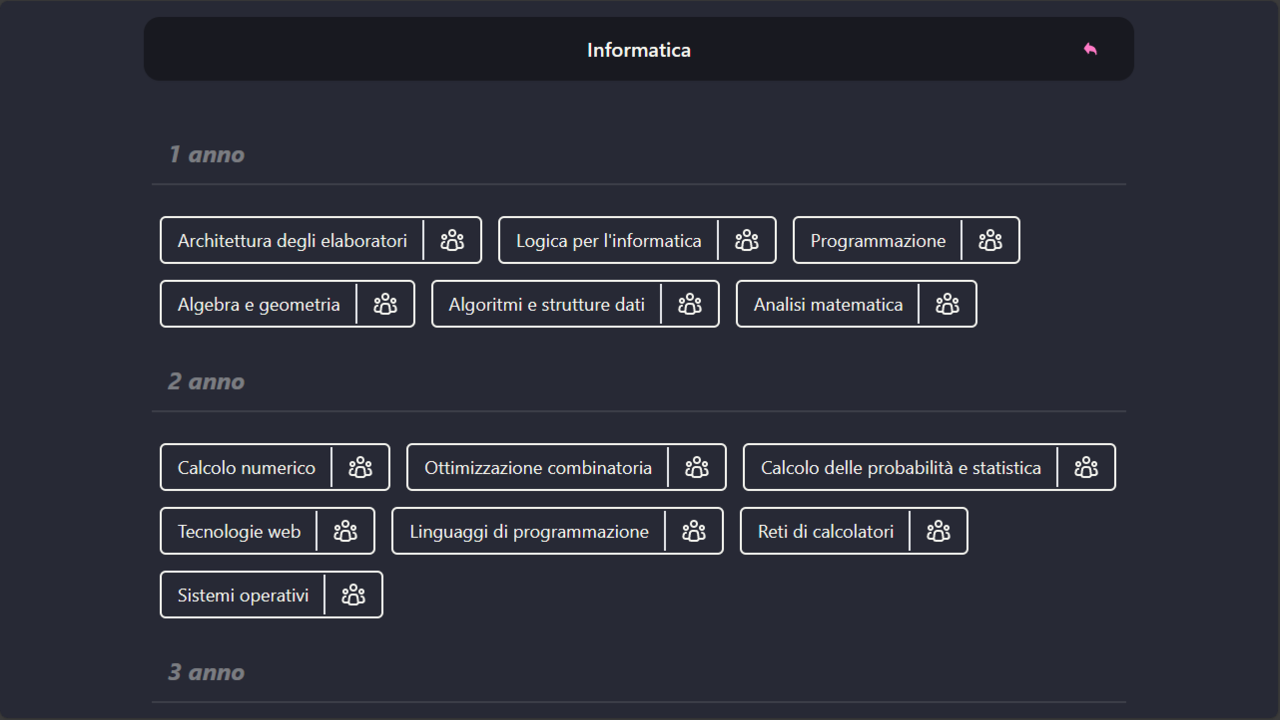 Informatica
1 anno
Architettura degli elaboratori Logica per l'informatica Programmazione
Algebra e geometria Algoritmi e strutture dati Analisi matematica
2 anno
Calcolo numerico Ottimizzazione combinatoria Calcolo delle probabilità e statistica
Tecnologie web Linguaggi di programmazione Reti di calcolatori
Sistemi operativi
3 anno